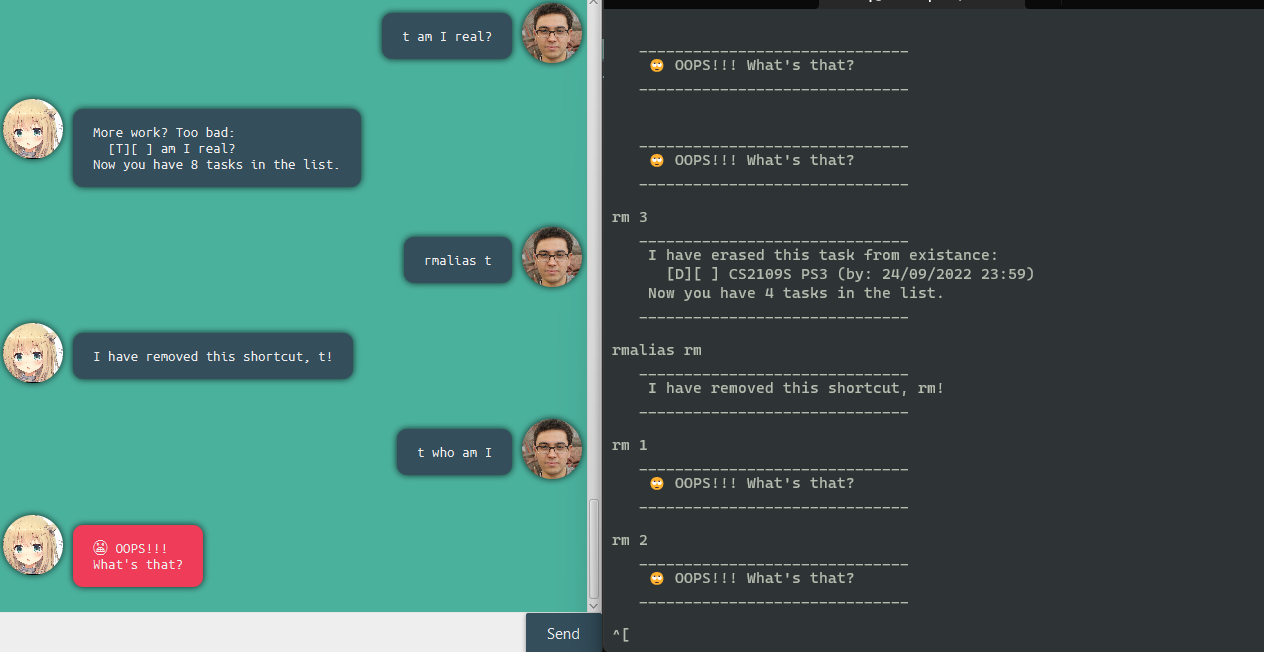 t am I real?
More work? Too bad:
[T][ ] am I real?
Now you have 8 tasks in the list.
rmalias t
I have removed this shortcut, t!
t who am I
😬 OOPS!!!
What's that?
Send
______________________________
🙄 OOPS!!! What's that?
______________________________
______________________________
🙄 OOPS!!! What's that?
______________________________
rm 3
______________________________
I have erased this task from existance:
[D][ ] CS2109S PS3 (by: 24/09/2022 23:59)
Now you have 4 tasks in the list.
______________________________
rmalias rm
______________________________
I have removed this shortcut, rm!
______________________________
rm 1
______________________________
🙄 OOPS!!! What's that?
______________________________
rm 2
______________________________
🙄 OOPS!!! What's that?
______________________________
^[